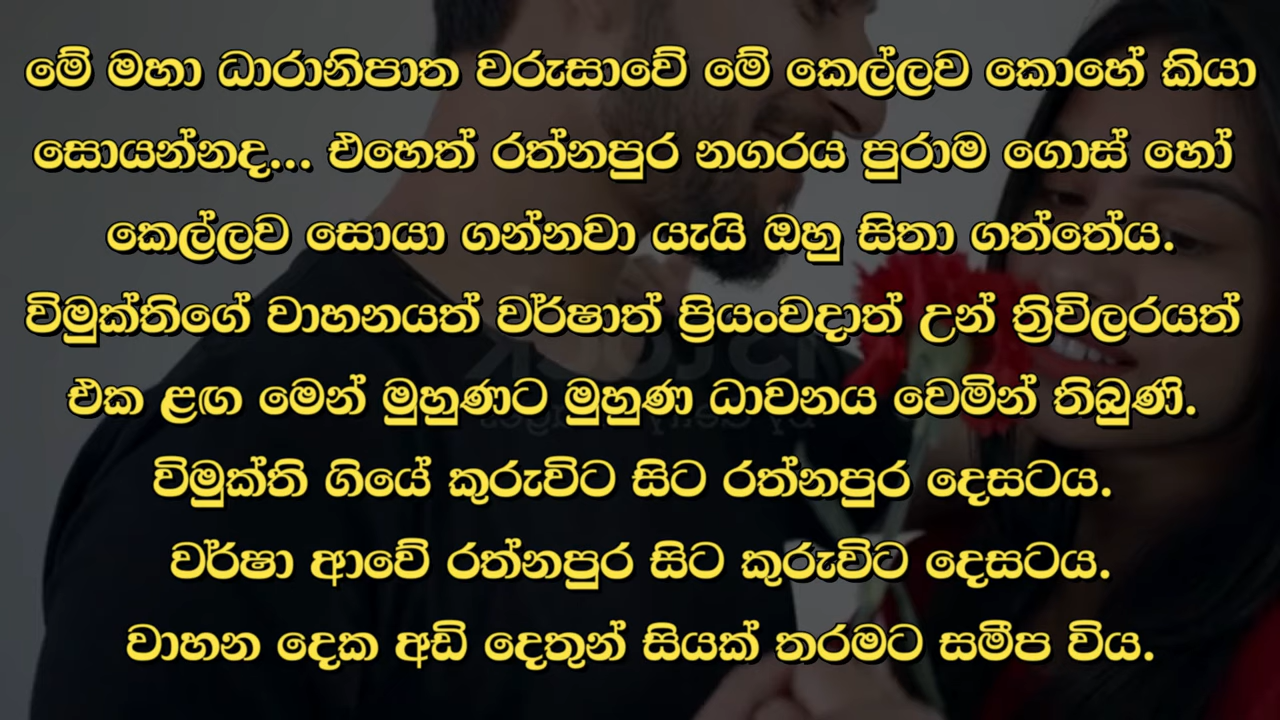 මේ මහා ධාරානිපාත වරුසාවේ මේ කෙල්ලව කොහේ කියා
සොයන්නද... එහෙත් රත්නපුර නගරය පුරාම ගොස් හෝ
කෙල්ලව සොයා ගන්නවා යැයි ඔහු සිතා ගත්තේය.
විමුක්තිගේ වාහනයත් වර්ෂාත් ප්‍රියංවදාත් උන් ත්‍රිවිලරයත්
එක ළඟ මෙන් මුහුණට මුහුණ ධාවනය වෙමින් තිබුණි.
විමුක්ති ගියේ කුරුවිට සිට රත්නපුර දෙසටය.
වර්ෂා ආවේ රත්නපුර සිට කුරුවිට දෙසටය.
වාහන දෙක අඩි දෙතුන් සියක් තරමට සමීප විය.